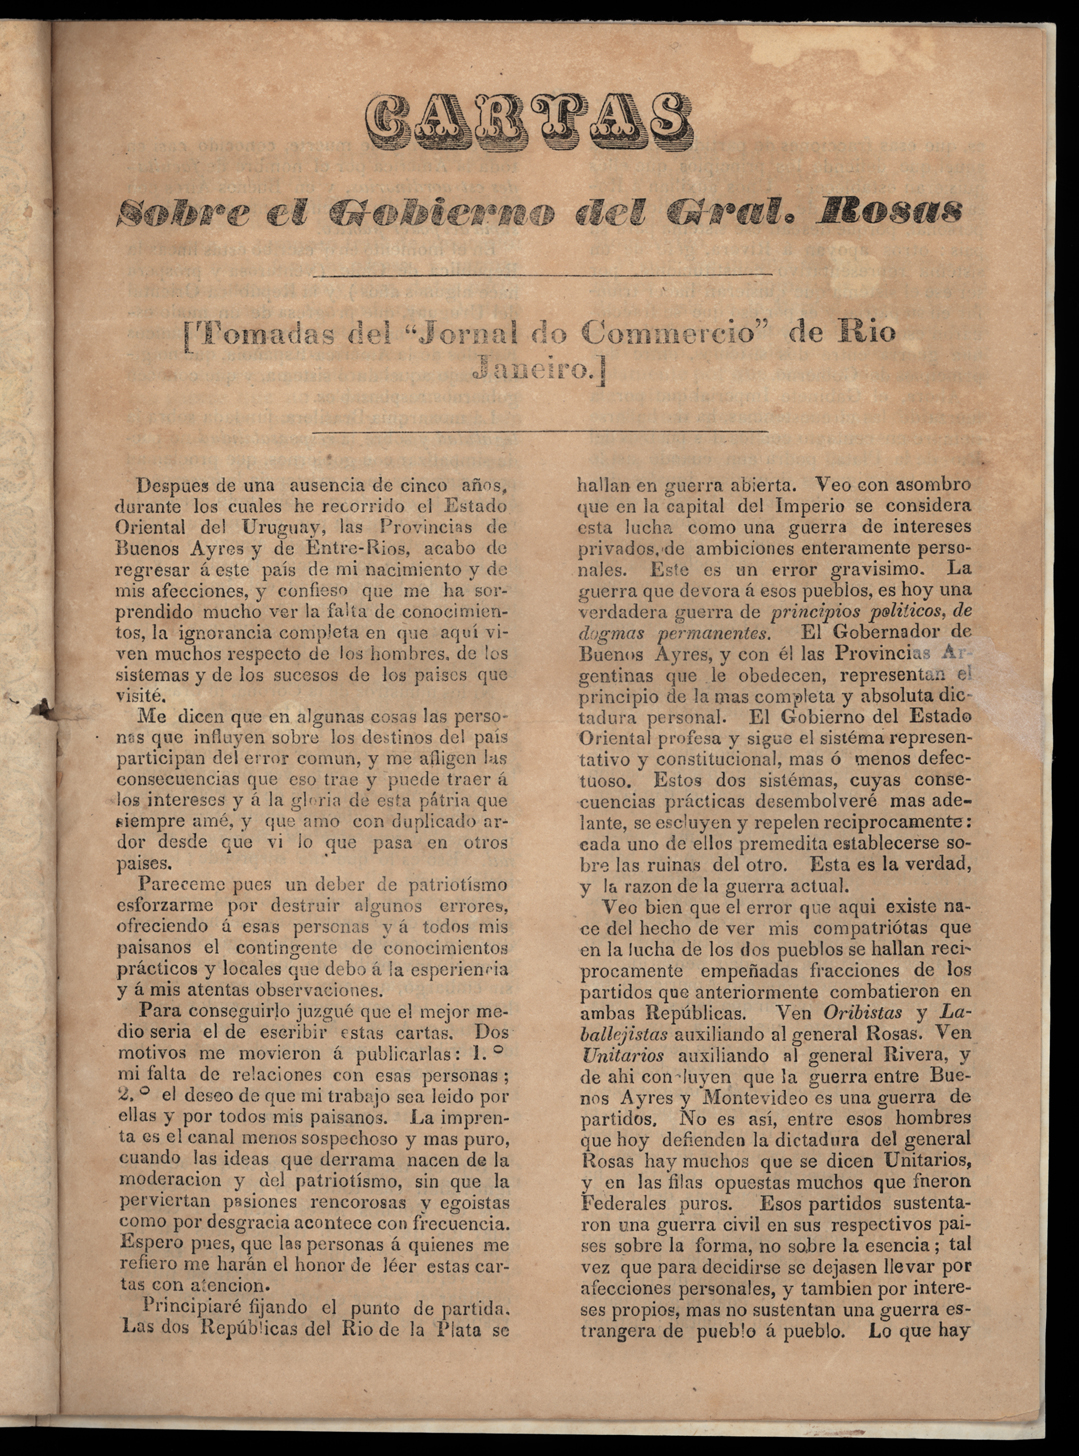 CARTAS
Sobre el Gobierno del Gral. Rosas
[Tomadas del "Jornal do Commercio" de Rio
Janeiro.]
Despues de una ausencia de cinco años,
durante los cuales he recorrido el Estado
Oriental del Uruguay, las Provincias de
Buenos Ayres y de Entre-Rios, acabo de
regresar á este país de mi nacimiento y de
mis afecciones, y confieso que me ha sor-
prendido mucho ver la falta de conocimien-
tos, la ignorancia completa en que aquí vi-
ven muchos respecto de los hombres, de los
sistemas y de los sucesos de los paises que
visité.
Me dicen que en algunas cosas las perso-
nas que influyen sobre los destinos del país
participan del error comun, y me afligen las
consecuencias que eso trae y puede traer á
los intereses y á la gloria de esta pátria que
siempre amé, y que amo con duplicado ar-
dor desde que vi lo que pasa en otros
paises.
Pareceme pues un deber de patriotísmo
esforzarme por destruir algunos errores,
ofreciendo á esas personas y á todos mis
paisanos el contingente de conocimientos
prácticos y locales que debo á la esperiencia
y á mis atentas observaciones.
Para conseguirlo juzgué que el mejor me-
dio seria el de escribir estas cartas. Dos
motivos me movieron á publicarlas: 1.º
mi falta de relaciones con esas personas;
2.º el deseo de que mi trabajo sea leido por
ellas y por todos mis paisanos. La impren-
ta es el canal menos sospechoso y mas puro,
cuando las ideas que derrama nacen de la
moderacion y del patriotísmo, sin que la
perviertan pasiones rencorosas y egoistas
como por desgracia acontece con frecuencia.
Espero pues, que las personas á quienes me
refiero me harán el honor de léer estas car-
tas con atencion.
Principiaré fijando el punto de partida.
Las dos Repúblicas del Rio de la Plata se
hallan en guerra abierta. Veo con asombro
que en la capital del Imperio se considera
esta lucha como una guerra de intereses
privados, de ambiciones enteramente perso-
nales. Este es un error gravisimo. La
guerra que devora á esos pueblos, es hoy una
verdadera guerra de principios politicos, de
dogmas permanentes. El Gobernador de
Buenos Ayres, y con él las Provincias Ar-
gentinas que le obedecen, representan el
principio de la mas completa y absoluta dic-
tadura personal. El Gobierno del Estado
Oriental profesa y sigue el sistéma represen-
tativo y constitucional, mas ó menos defec-
tuoso. Estos dos sistémas, cuyas conse-
cuencias prácticas desembolveré mas ade-
lante, se escluyen y repelen reciprocamente:
cada uno de ellos premedita establecerse so-
bre las ruinas del otro. Esta es la verdad,
y la razon de la guerra actual.
Veo bien que el error que aqui existe na-
ce del hecho de ver mis compatriótas que
en la lucha de los dos pueblos se hallan reci-
procamente empeñadas fracciones de los
partidos que anteriormente combatieron en
ambas Repúblicas. Ven Oribistas y La-
ballejistas auxiliando al general Rosas. Ven
Unitarios auxiliando al general Rivera, y
de ahi concluyen que la guerra entre Bue-
nos Ayres y Montevideo es una guerra de
partidos. No es así, entre esos hombres
que hoy defienden la dictadura del general
Rosas hay muchos que se dicen Unitarios,
y en las filas opuestas muchos que fneron
Federales puros. Esos partidos sustenta-
ron una guerra civil en sus respectivos pai-
ses sobre la forma, no sobre la esencia; tal
vez que para decidirse se dejasen llevar por
afecciones personales, y tambien por intere-
ses propios, mas no sustentan una guerra es-
trangera de pueblo á pueblo. Lo que hay